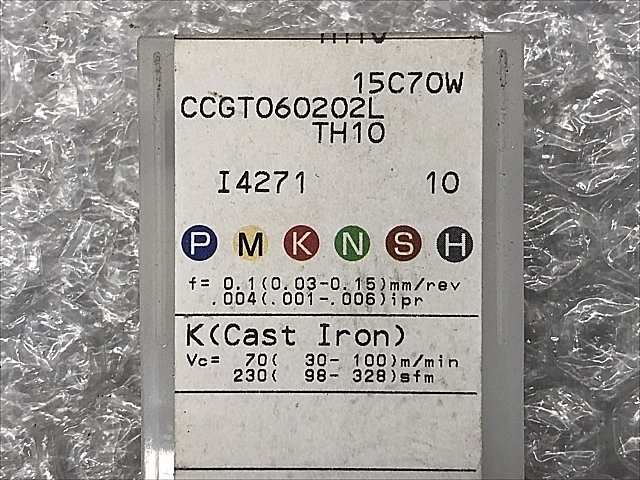 15C70W
CCGT060202L
TH10
I4271 10
P M K N S H
f= 0.1(0.03-0.15)mm/rev
.004(.001-.006)ipr
K(Cast Iron)
Vc= 70( 30- 100)m/min
230( 98- 328)sfm